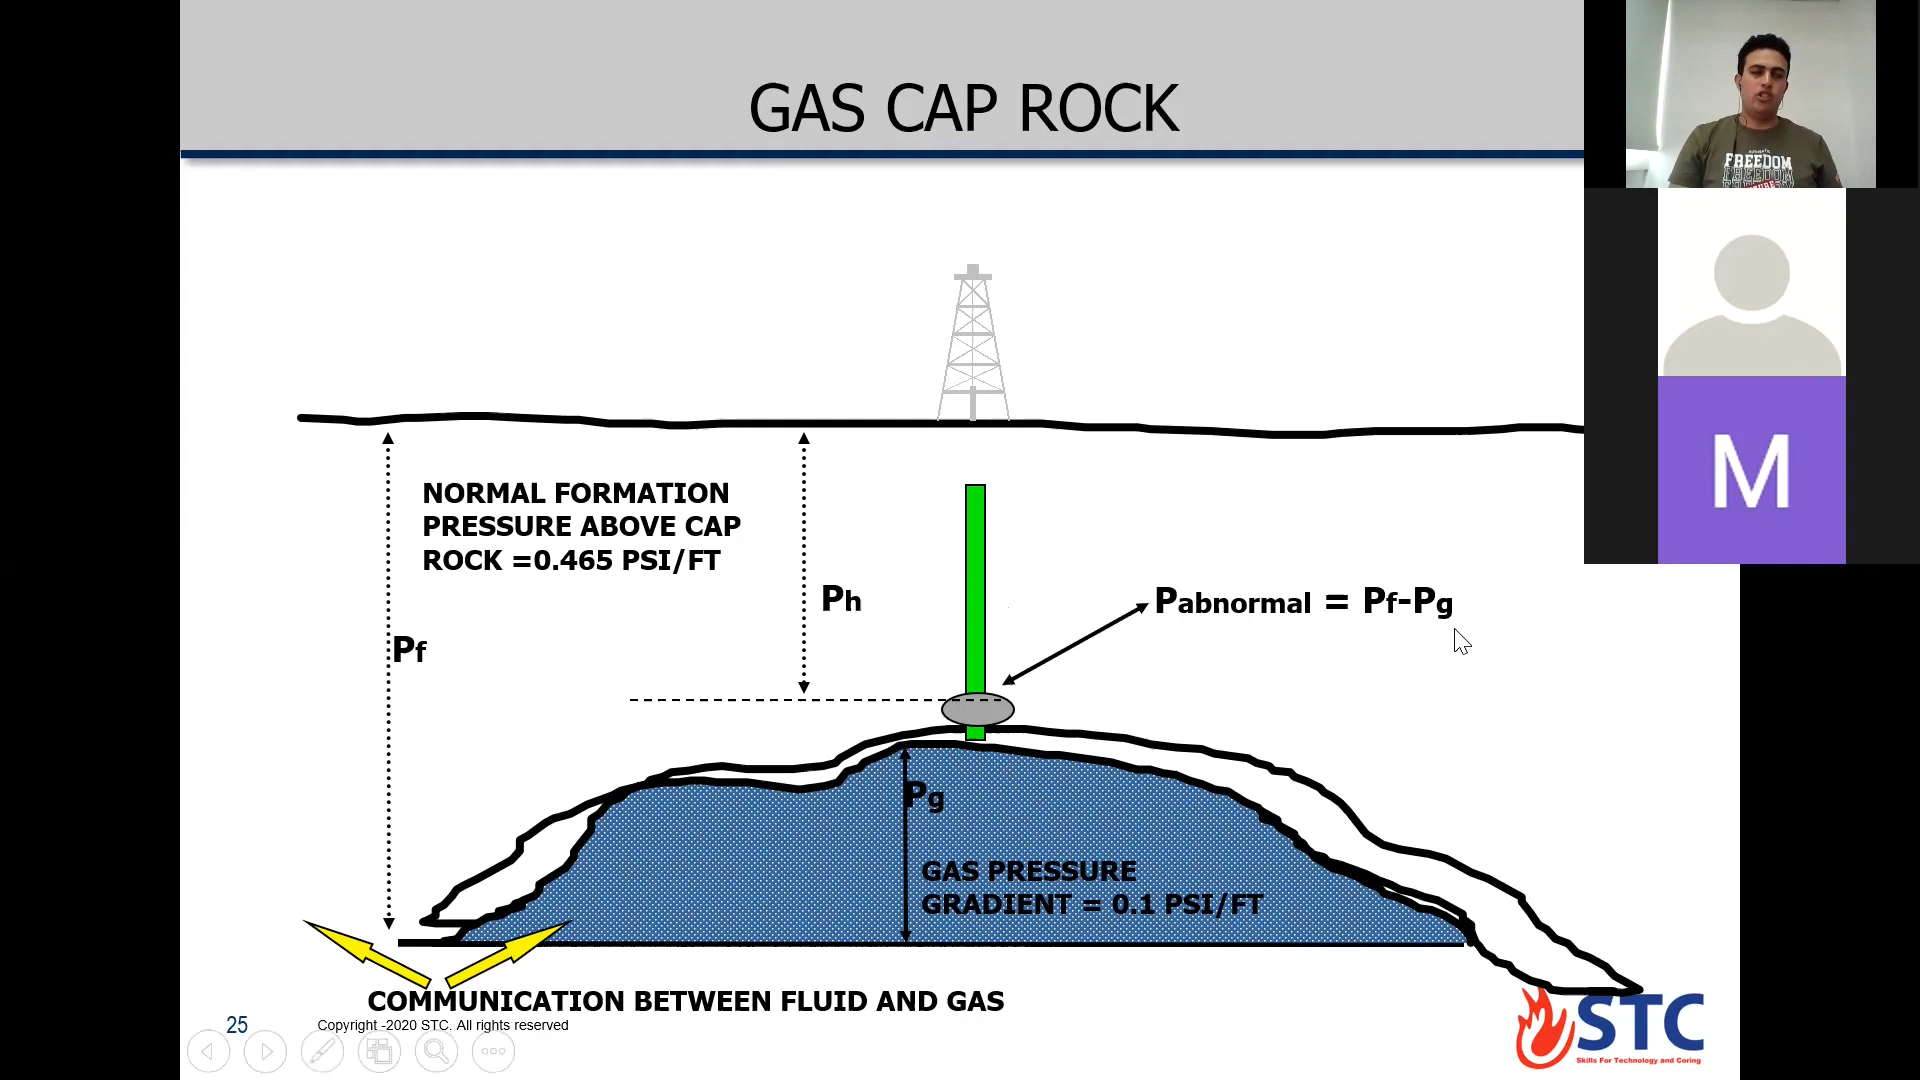 GAS CAP ROCK
AUTHENTIC
FREEDOM
FREEDOM
M
NORMAL FORMATION
PRESSURE ABOVE CAP
ROCK =0.465 PSI/FT
Ph
Pabnormal = Pf-Pg
Pf
Pg
GAS PRESSURE
GRADIENT = 0.1 PSI/FT
COMMUNICATION BETWEEN FLUID AND GAS
25
Copyright -2020 STC. All rights reserved
STC
Skills For Technology and Coring